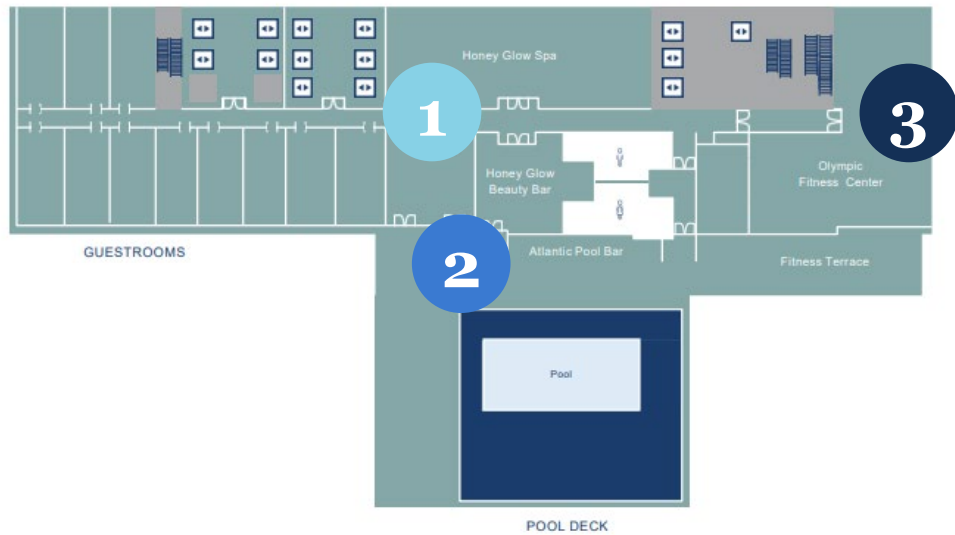 Honey Glow Spa
1
3
Honey Glow
Beauty Bar
Olympic
Fitness Center
GUESTROOMS
2
Atlantic Pool Bar
Fitness Terrace
Pool
POOL DECK